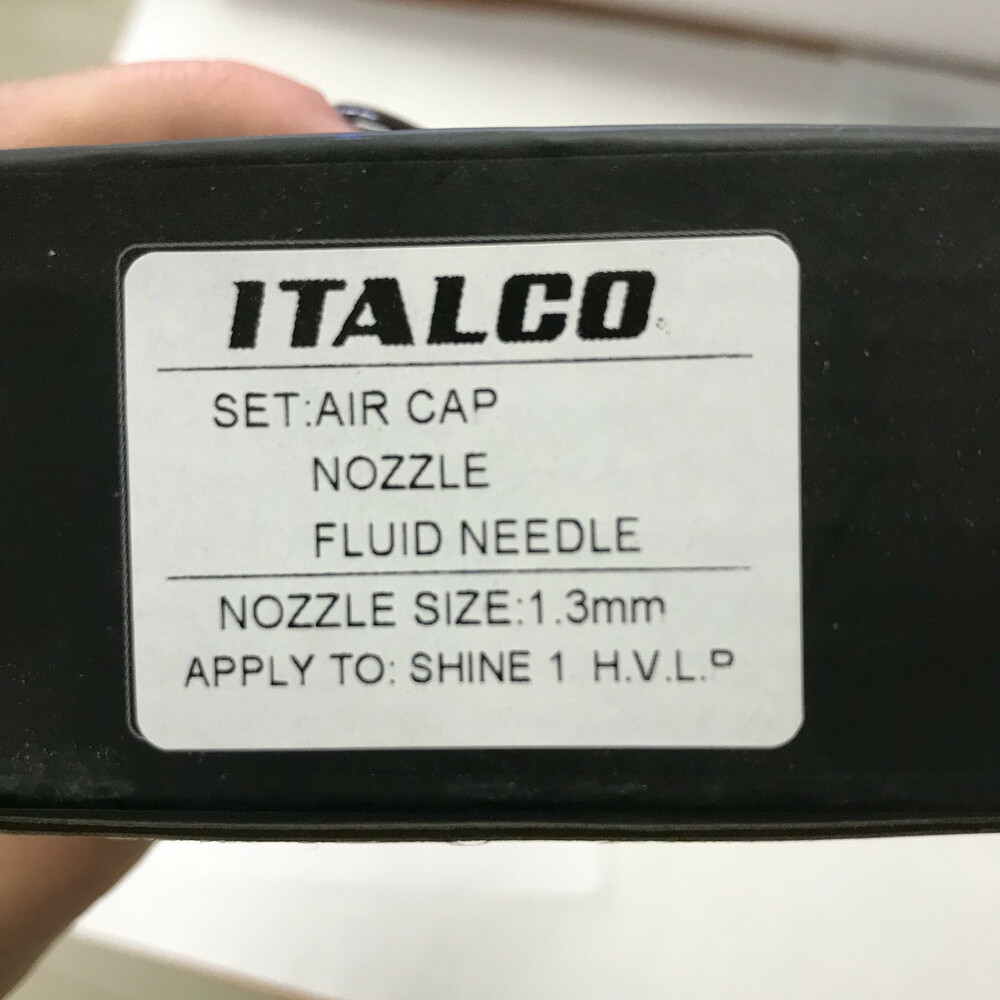 ITALCO
SET:AIR CAP
NOZZLE
FLUID NEEDLE
NOZZLE SIZE:1.3mm
APPLY TO: SHINE 1 H.V.L.P